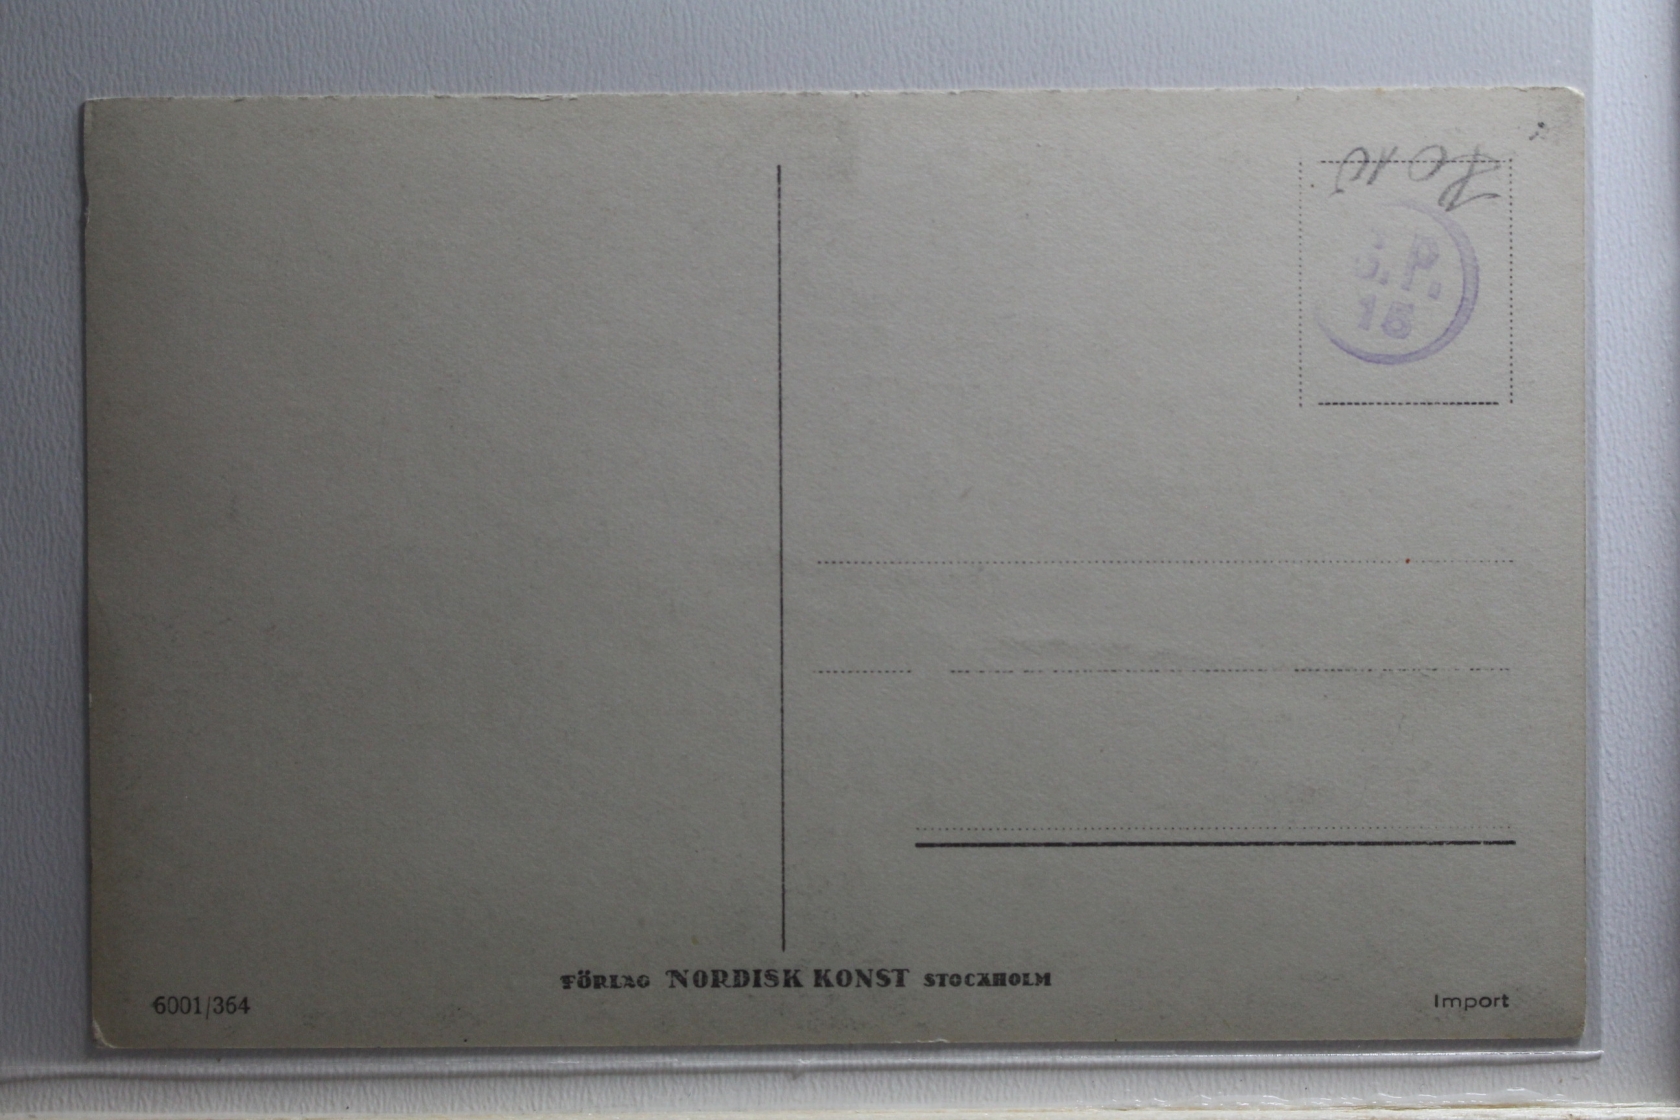 P.
15
FÖRLAG NORDISK KONST STOCKHOLM
6001/364
Import